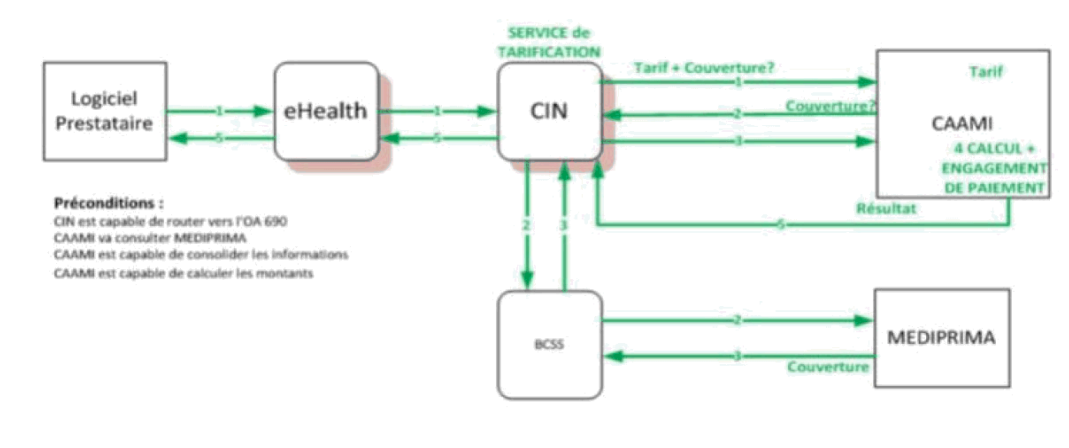 SERVICE de
TARIFICATION
Logiciel
Prestataire
1
5
eHealth
1
5
CIN
Tarif + Couverture?
1
Couverture?
2
3
Tarif
CAAMI
4 CALCUL +
ENGAGEMENT
DE PAIEMENT
Résultat
5
Préconditions :
CIN est capable de router vers l'OA 690
CAAMI va consulter MEDIPRIMA
CAAMI est capable de consolider les informations
CAAMI est capable de calculer les montants
2
3
BCSS
2
3
Couverture
MEDIPRIMA